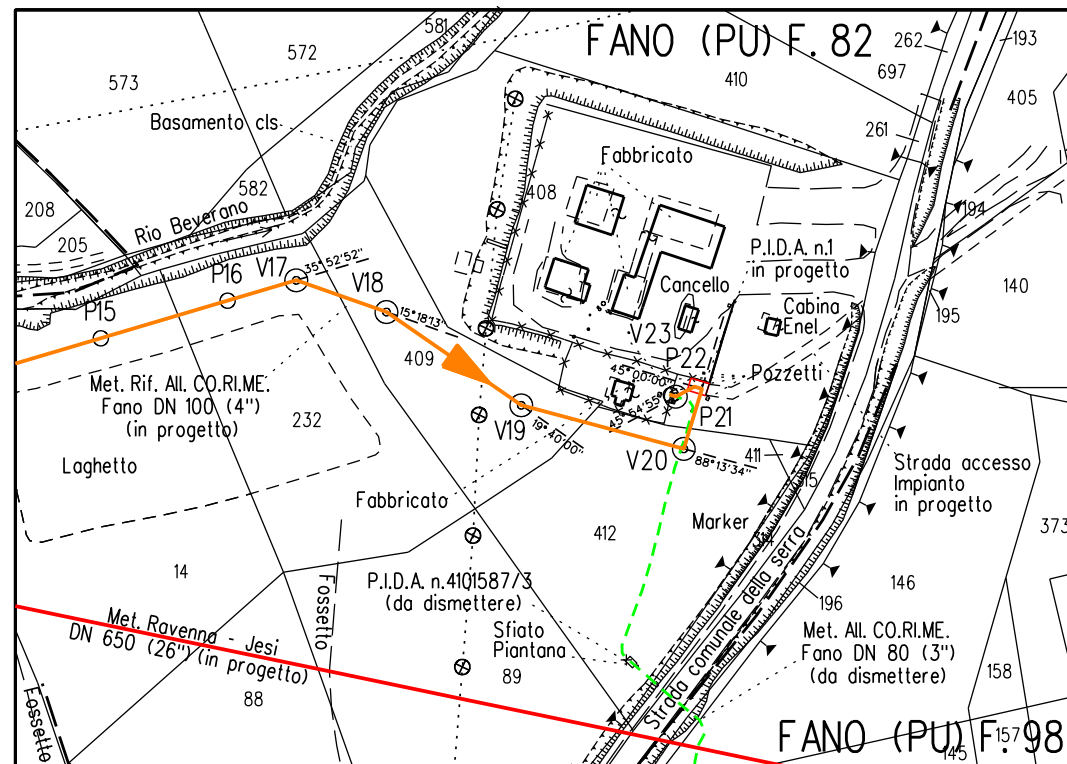 FANO (PU) F. 82
581
572
573
410
262
193
697
405
261
Basamento cls
Fabbricato
408
582
208
205
Rio Beverano
194
P.I.D.A. n.1
in progetto
140
P16
V17
35°52'52"
V18
Cancello
Cabina
Enel
195
P15
15°18'13"
V23
P22
409
45°00'00"
Pozzetti
Met. Rif. All. CO.RI.ME.
Fano DN 100 (4")
(in progetto)
232
P21
V19
19°40'00"
V20
88°13'34"
411
15
Laghetto
Strada accesso
Impianto
in progetto
Fabbricato
412
Marker
373
14
P.I.D.A. n.4101587/3
(da dismettere)
Fossetto
146
196
Strada comunale della serra
Met. Ravenna - Jesi
DN 650 (26") (in progetto)
Sfiato
Piantana
89
Met. All. CO.RI.ME.
Fano DN 80 (3")
(da dismettere)
158
88
Fossetto
157
145
FANO (PU) F. 98